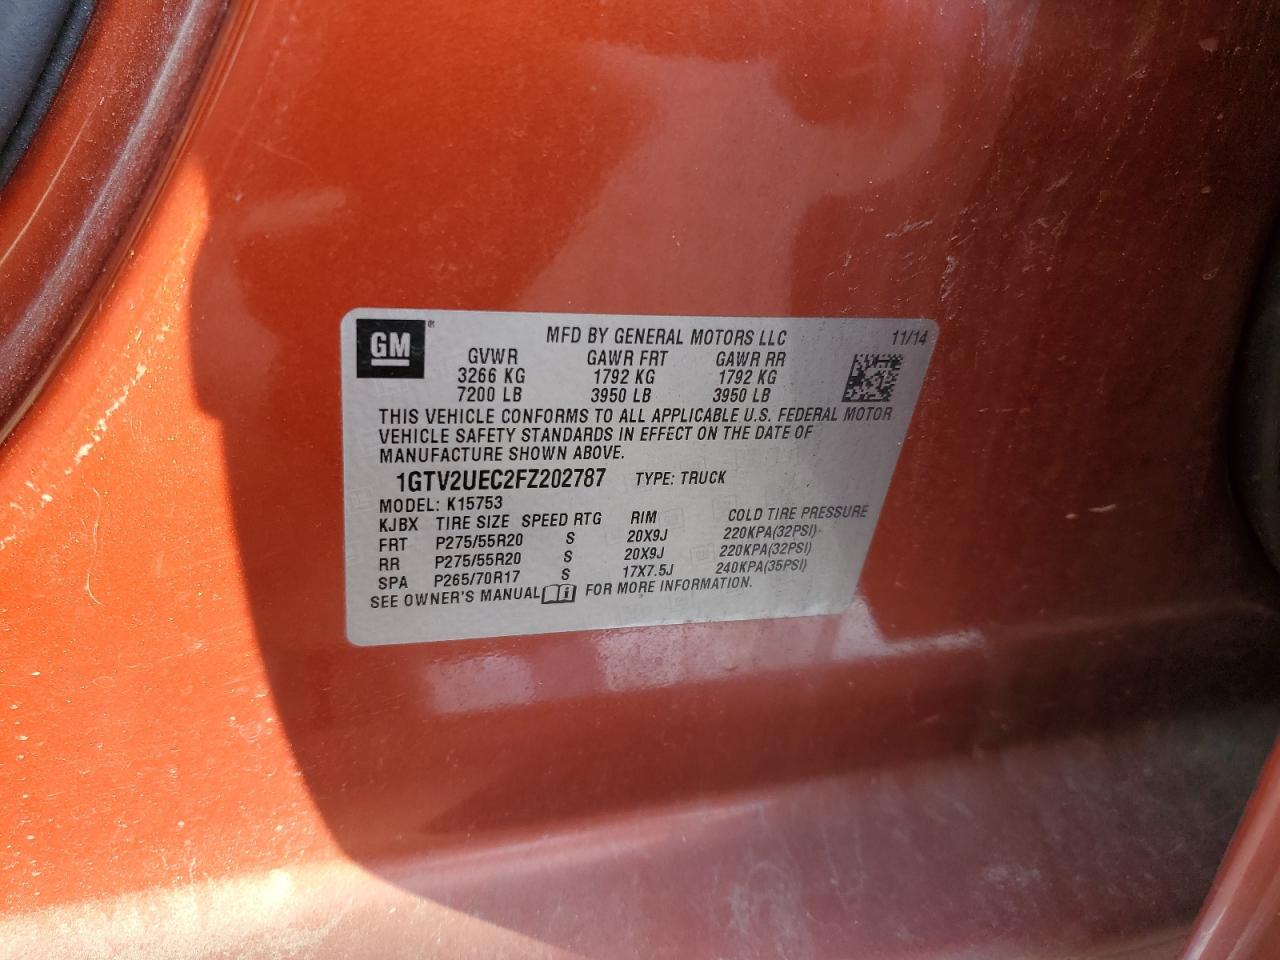 GM ® MFD BY GENERAL MOTORS LLC 11/14
GVWR GAWR FRT GAWR RR
3266 KG 1792 KG 1792 KG
7200 LB 3950 LB 3950 LB
THIS VEHICLE CONFORMS TO ALL APPLICABLE U.S. FEDERAL MOTOR
VEHICLE SAFETY STANDARDS IN EFFECT ON THE DATE OF
MANUFACTURE SHOWN ABOVE.
1GTV2UEC2FZ202787 TYPE: TRUCK
MODEL: K15753
KJBX TIRE SIZE SPEED RTG RIM COLD TIRE PRESSURE
FRT P275/55R20 S 20X9J 220KPA(32PSI)
RR P275/55R20 S 20X9J 220KPA(32PSI)
SPA P265/70R17 S 17X7.5J 240KPA(35PSI)
SEE OWNER'S MANUAL i FOR MORE INFORMATION.